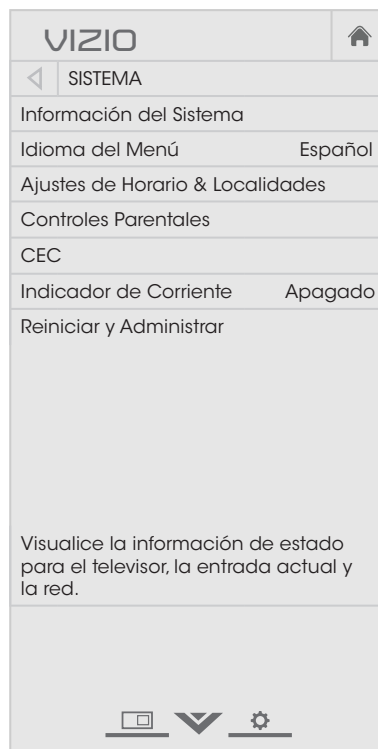 VIZIO
SISTEMA
Información del Sistema
Idioma del Menú Español
Ajustes de Horario & Localidades
Controles Parentales
CEC
Indicador de Corriente Apagado
Reiniciar y Administrar
Visualice la información de estado
para el televisor, la entrada actual y
la red.